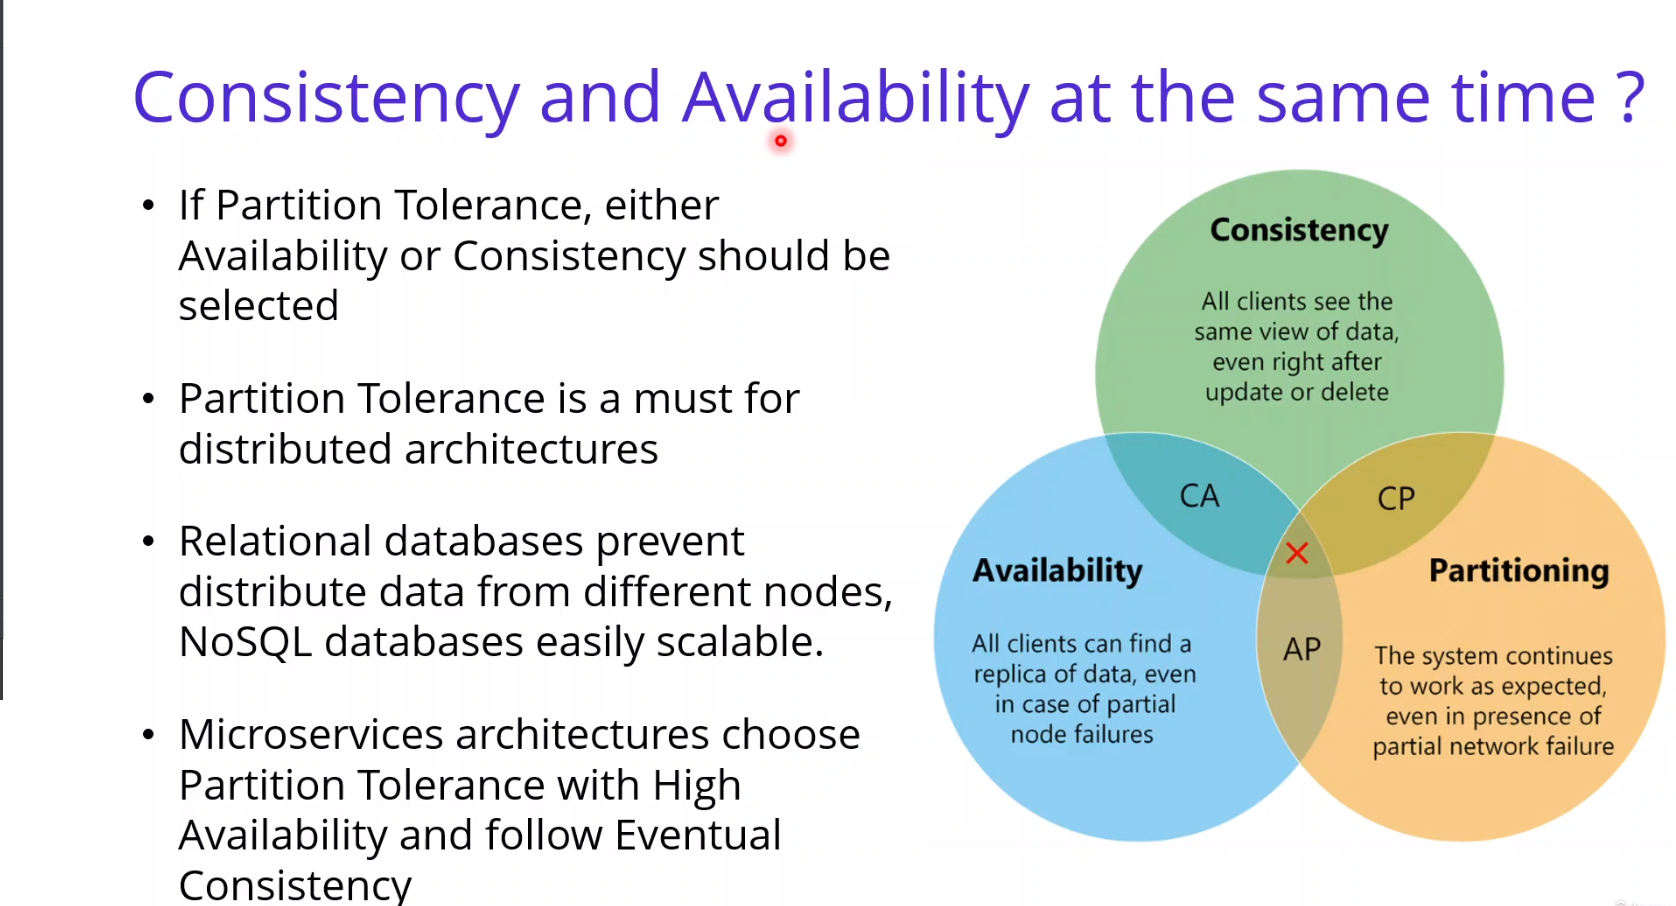 Consistency and Availability at the same time ?
• If Partition Tolerance, either
Availability or Consistency should be
selected
• Partition Tolerance is a must for
distributed architectures
• Relational databases prevent
distribute data from different nodes,
NoSQL databases easily scalable.
• Microservices architectures choose
Partition Tolerance with High
Availability and follow Eventual
Consistency
Consistency
All clients see the
same view of data,
even right after
update or delete
CA
CP
Availability
All clients can find a
replica of data, even
in case of partial
node failures
Partitioning
The system continues
to work as expected,
even in presence of
partial network failure
AP